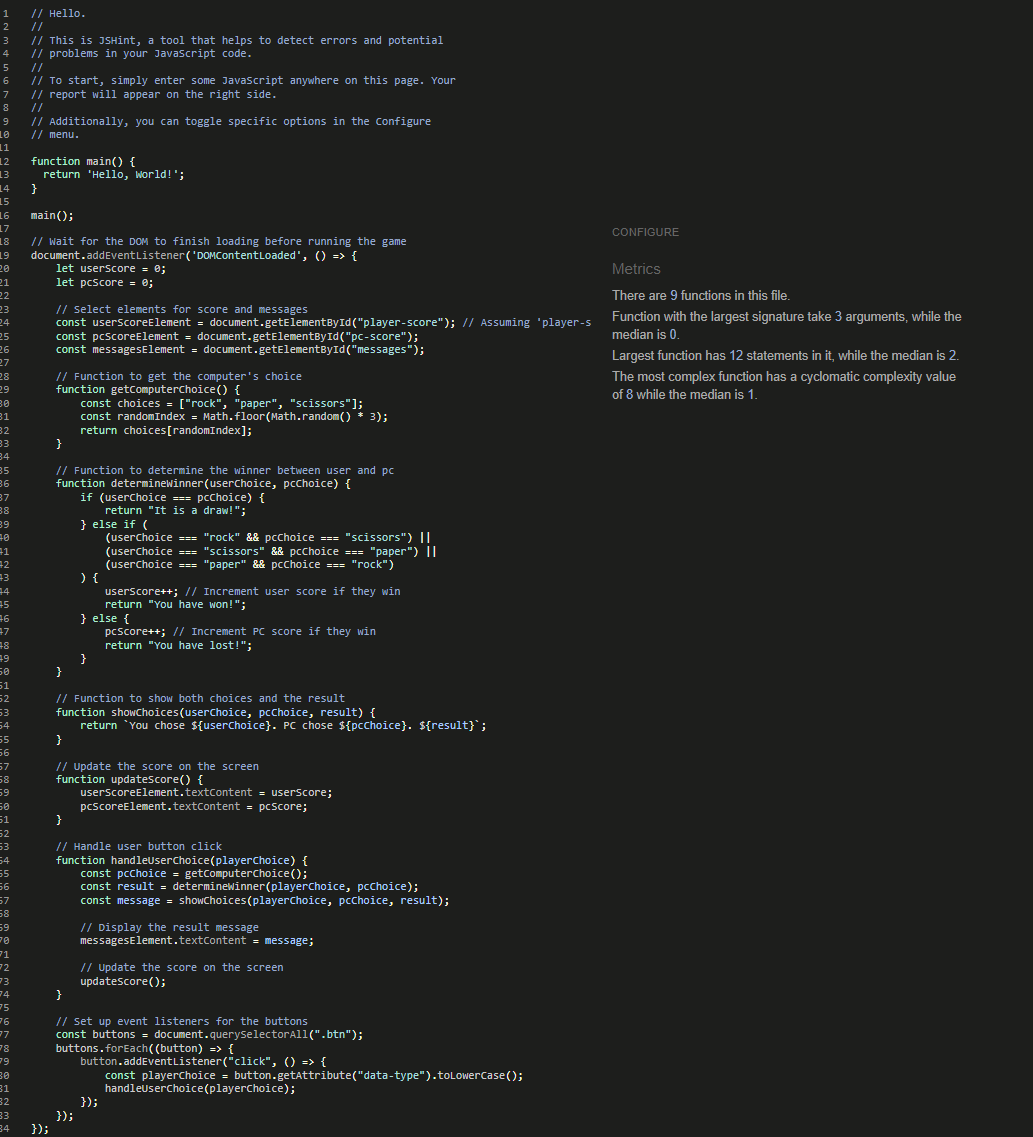 1 // Hello.
2 //
3 // This is JSHint, a tool that helps to detect errors and potential
4 // problems in your JavaScript code.
5 //
6 // To start, simply enter some JavaScript anywhere on this page. Your
7 // report will appear on the right side.
8 //
9 // Additionally, you can toggle specific options in the Configure
10 // menu.
11
12 function main() {
13   return 'Hello, World!';
14 }
15
16 main();
17
18 // Wait for the DOM to finish loading before running the game
19 document.addEventListener('DOMContentLoaded', () => {
20     let userScore = 0;
21     let pcScore = 0;
22
23     // Select elements for score and messages
24     const userScoreElement = document.getElementById("player-score"); // Assuming 'player-s
25     const pcScoreElement = document.getElementById("pc-score");
26     const messagesElement = document.getElementById("messages");
27
28     // Function to get the computer's choice
29     function getComputerChoice() {
30         const choices = ["rock", "paper", "scissors"];
31         const randomIndex = Math.floor(Math.random() * 3);
32         return choices[randomIndex];
33     }
34
35     // Function to determine the winner between user and pc
36     function determineWinner(userChoice, pcChoice) {
37         if (userChoice === pcChoice) {
38             return "It is a draw!";
39         } else if (
40             (userChoice === "rock" && pcChoice === "scissors") ||
41             (userChoice === "scissors" && pcChoice === "paper") ||
42             (userChoice === "paper" && pcChoice === "rock")
43         ) {
44             userScore++; // Increment user score if they win
45             return "You have won!";
46         } else {
47             pcScore++; // Increment PC score if they win
48             return "You have lost!";
49         }
50     }
51
52     // Function to show both choices and the result
53     function showChoices(userChoice, pcChoice, result) {
54         return `You chose ${userChoice}. PC chose ${pcChoice}. ${result}`;
55     }
56
57     // Update the score on the screen
58     function updateScore() {
59         userScoreElement.textContent = userScore;
60         pcScoreElement.textContent = pcScore;
61     }
62
63     // Handle user button click
64     function handleUserChoice(playerChoice) {
65         const pcChoice = getComputerChoice();
66         const result = determineWinner(playerChoice, pcChoice);
67         const message = showChoices(playerChoice, pcChoice, result);
68
69         // Display the result message
70         messagesElement.textContent = message;
71
72         // Update the score on the screen
73         updateScore();
74     }
75
76     // Set up event listeners for the buttons
77     const buttons = document.querySelectorAll(".btn");
78     buttons.forEach((button) => {
79         button.addEventListener("click", () => {
80             const playerChoice = button.getAttribute("data-type").toLowerCase();
81             handleUserChoice(playerChoice);
82         });
83     });
84 });
CONFIGURE
Metrics
There are 9 functions in this file.
Function with the largest signature take 3 arguments, while the
median is 0.
Largest function has 12 statements in it, while the median is 2.
The most complex function has a cyclomatic complexity value
of 8 while the median is 1.